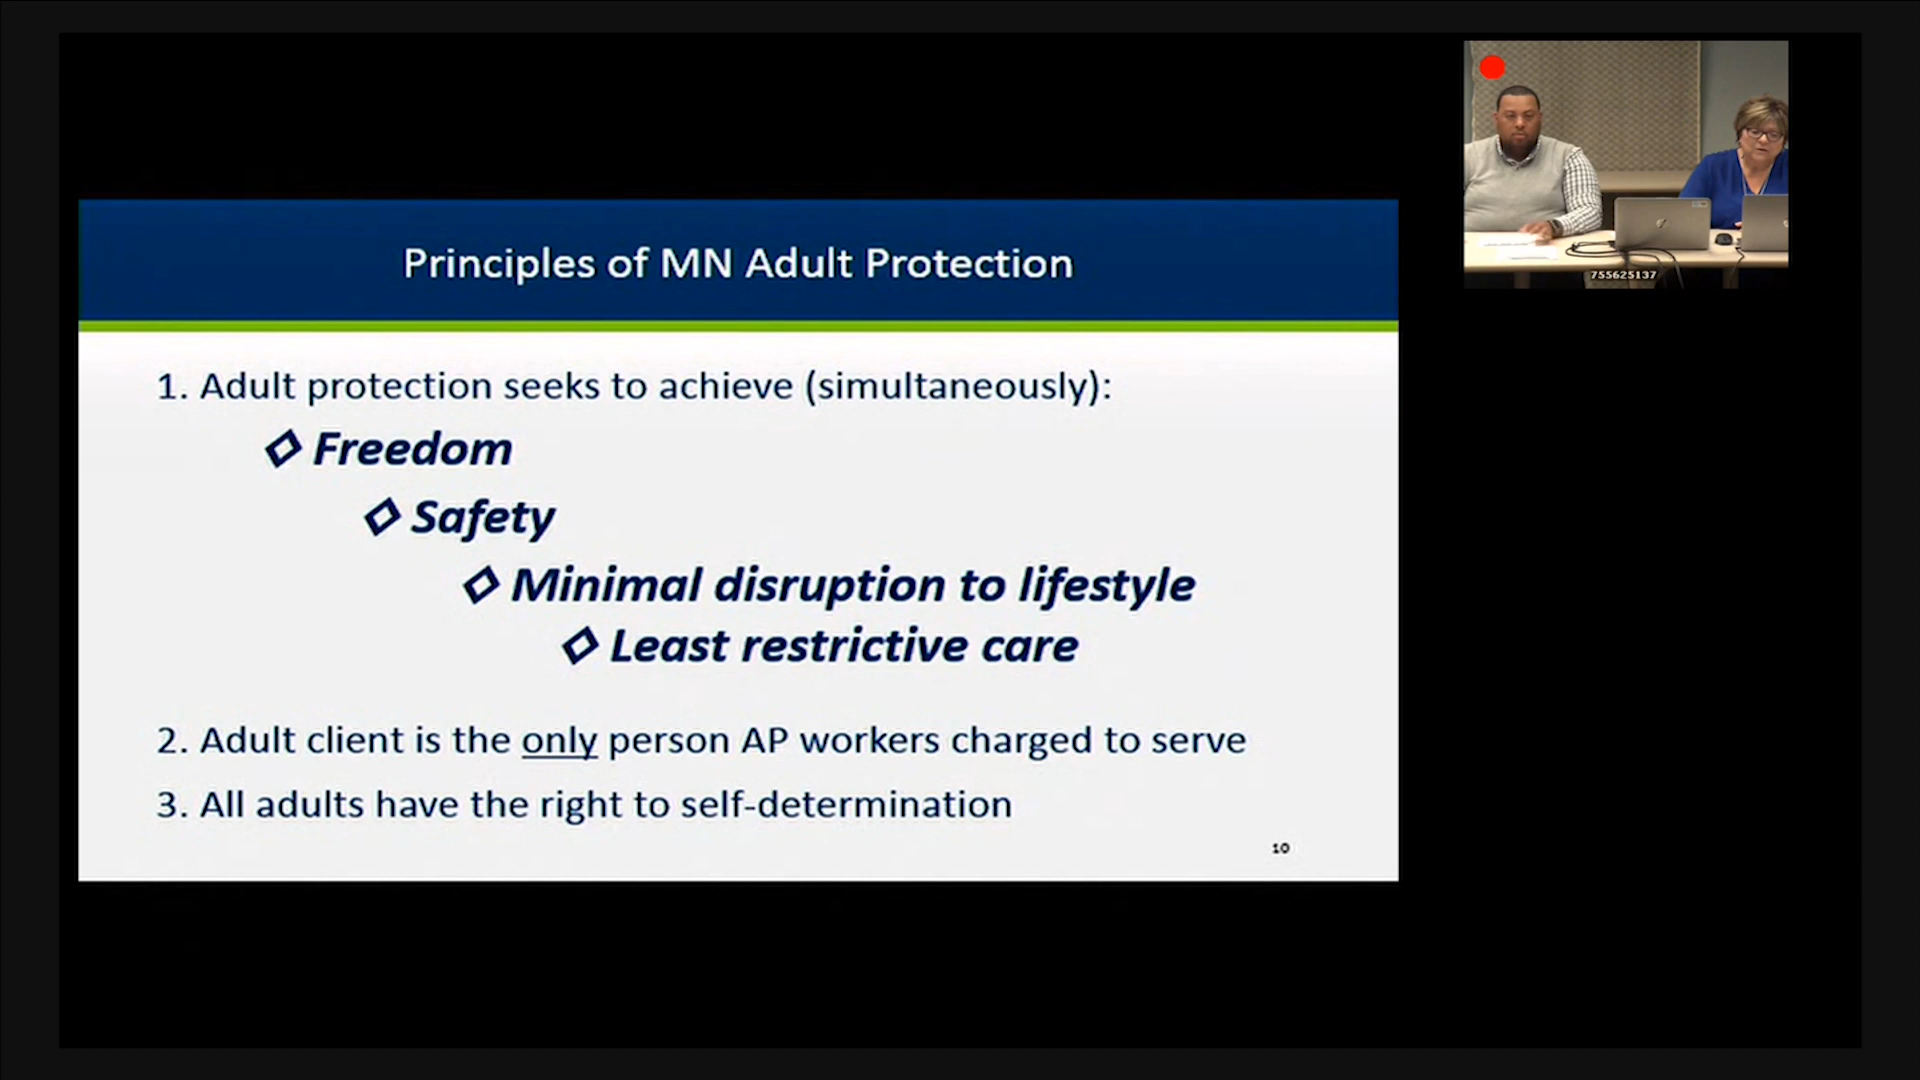 Principles of MN Adult Protection
1. Adult protection seeks to achieve (simultaneously):
◇ Freedom
◇ Safety
◇ Minimal disruption to lifestyle
◇ Least restrictive care
2. Adult client is the only person AP workers charged to serve
3. All adults have the right to self-determination
10
755625137